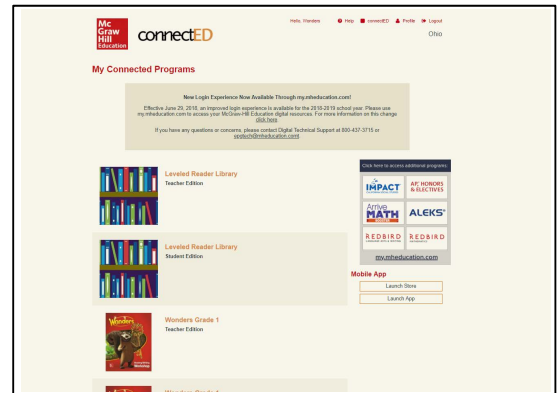 Mc
Graw
Hill
Education
connectED
Hello, Wonders Help connectED Profile Logout
Ohio
My Connected Programs
New Login Experience Now Available Through my.mheducation.com!
Effective June 29, 2018, an improved login experience is available for the 2018-2019 school year. Please use
my.mheducation.com to access your McGraw-Hill Education digital resources. For more information on this change
click here.
If you have any questions or concerns, please contact Digital Technical Support at 800-437-3715 or
Leveled Reader Library
Teacher Edition
Leveled Reader Library
Student Edition
Wonders
Wonders Grade 1
Teacher Edition
Click here to access additional programs:
IMPACT
AP, HONORS
& ELECTIVES
Arrive
MATH
ALEKS
REDBIRD
REDBIRD
my.mheducation.com
Mobile App
Launch Store
Launch App